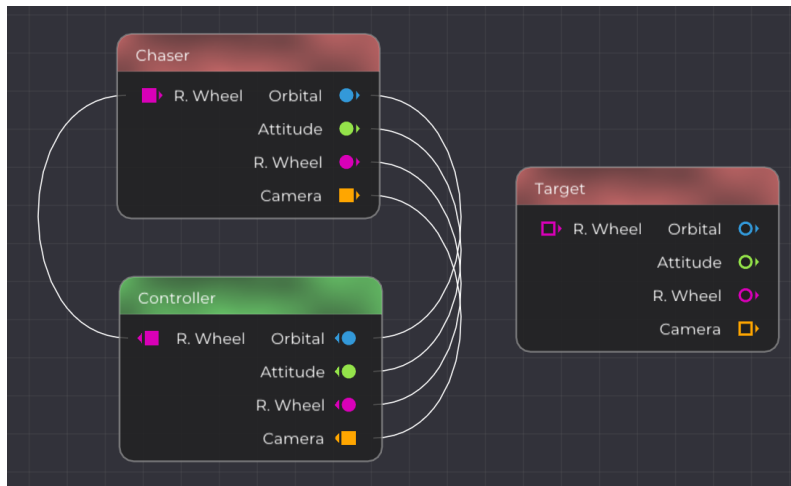 Chaser
R. Wheel Orbital
Attitude
R. Wheel
Camera
Target
R. Wheel Orbital
Attitude
R. Wheel
Camera
Controller
R. Wheel Orbital
Attitude
R. Wheel
Camera